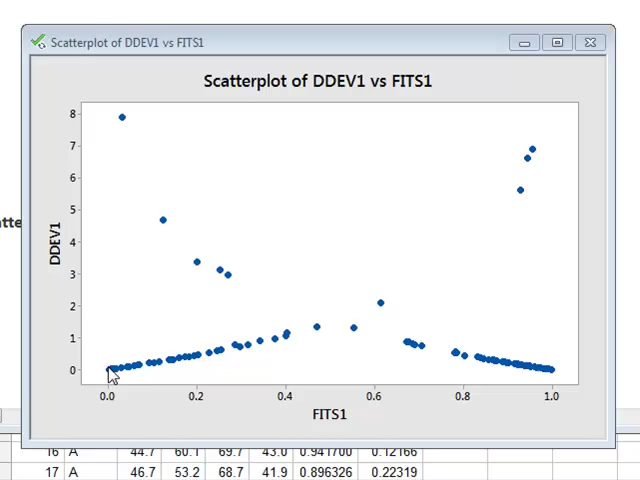 Scatterplot of DDEV1 vs FITS1
Scatterplot of DDEV1 vs FITS1
8
7
6
5
4
3
2
1
0
DDEV1
0.0 0.2 0.4 0.6 0.8 1.0
FITS1
16 A 44.7 60.1 69.7 43.0 0.941700 0.12166
17 A 46.7 53.2 68.7 41.9 0.896326 0.22319